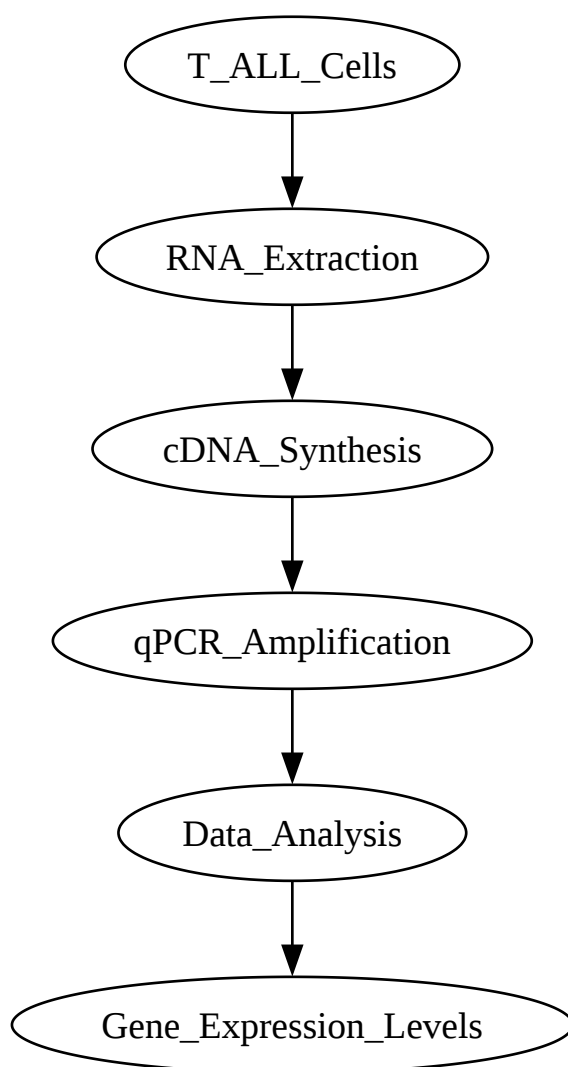 T_ALL_Cells
RNA_Extraction
cDNA_Synthesis
qPCR_Amplification
Data_Analysis
Gene_Expression_Levels